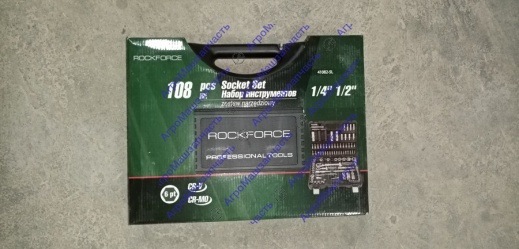 ROCKFORCE
108 pcs Socket Set
Набор инструментов
zestaw narzędziowy
1/4" 1/2"
ROCKFORCE
PROFESSIONAL TOOLS
6 pt
CR-V
CR-MO
АгроМашЗапчасть